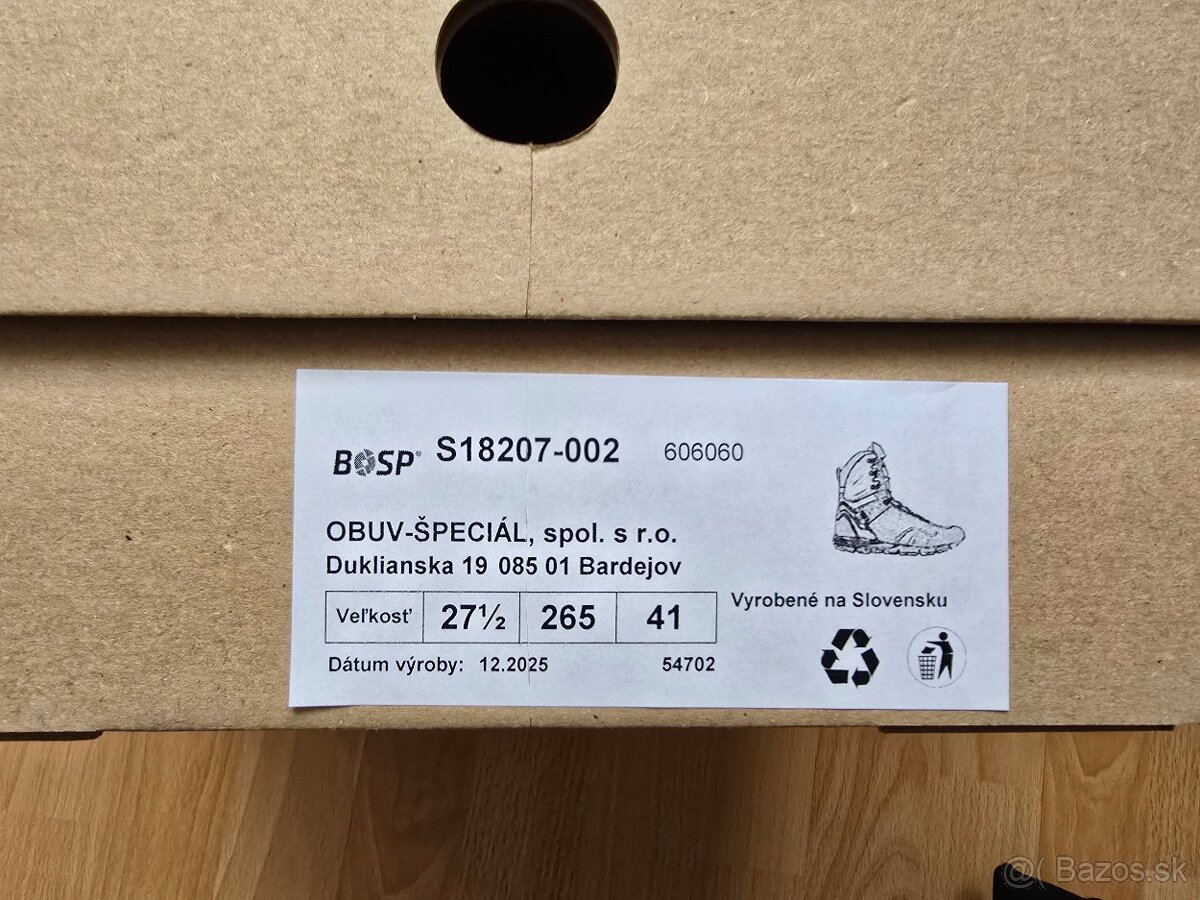 BOSP® S18207-002 606060
OBUV-ŠPECIÁL, spol. s r.o.
Duklianska 19 085 01 Bardejov
Veľkosť 27½ 265 41
Vyrobené na Slovensku
Dátum výroby: 12.2025 54702
@( Bazos.sk